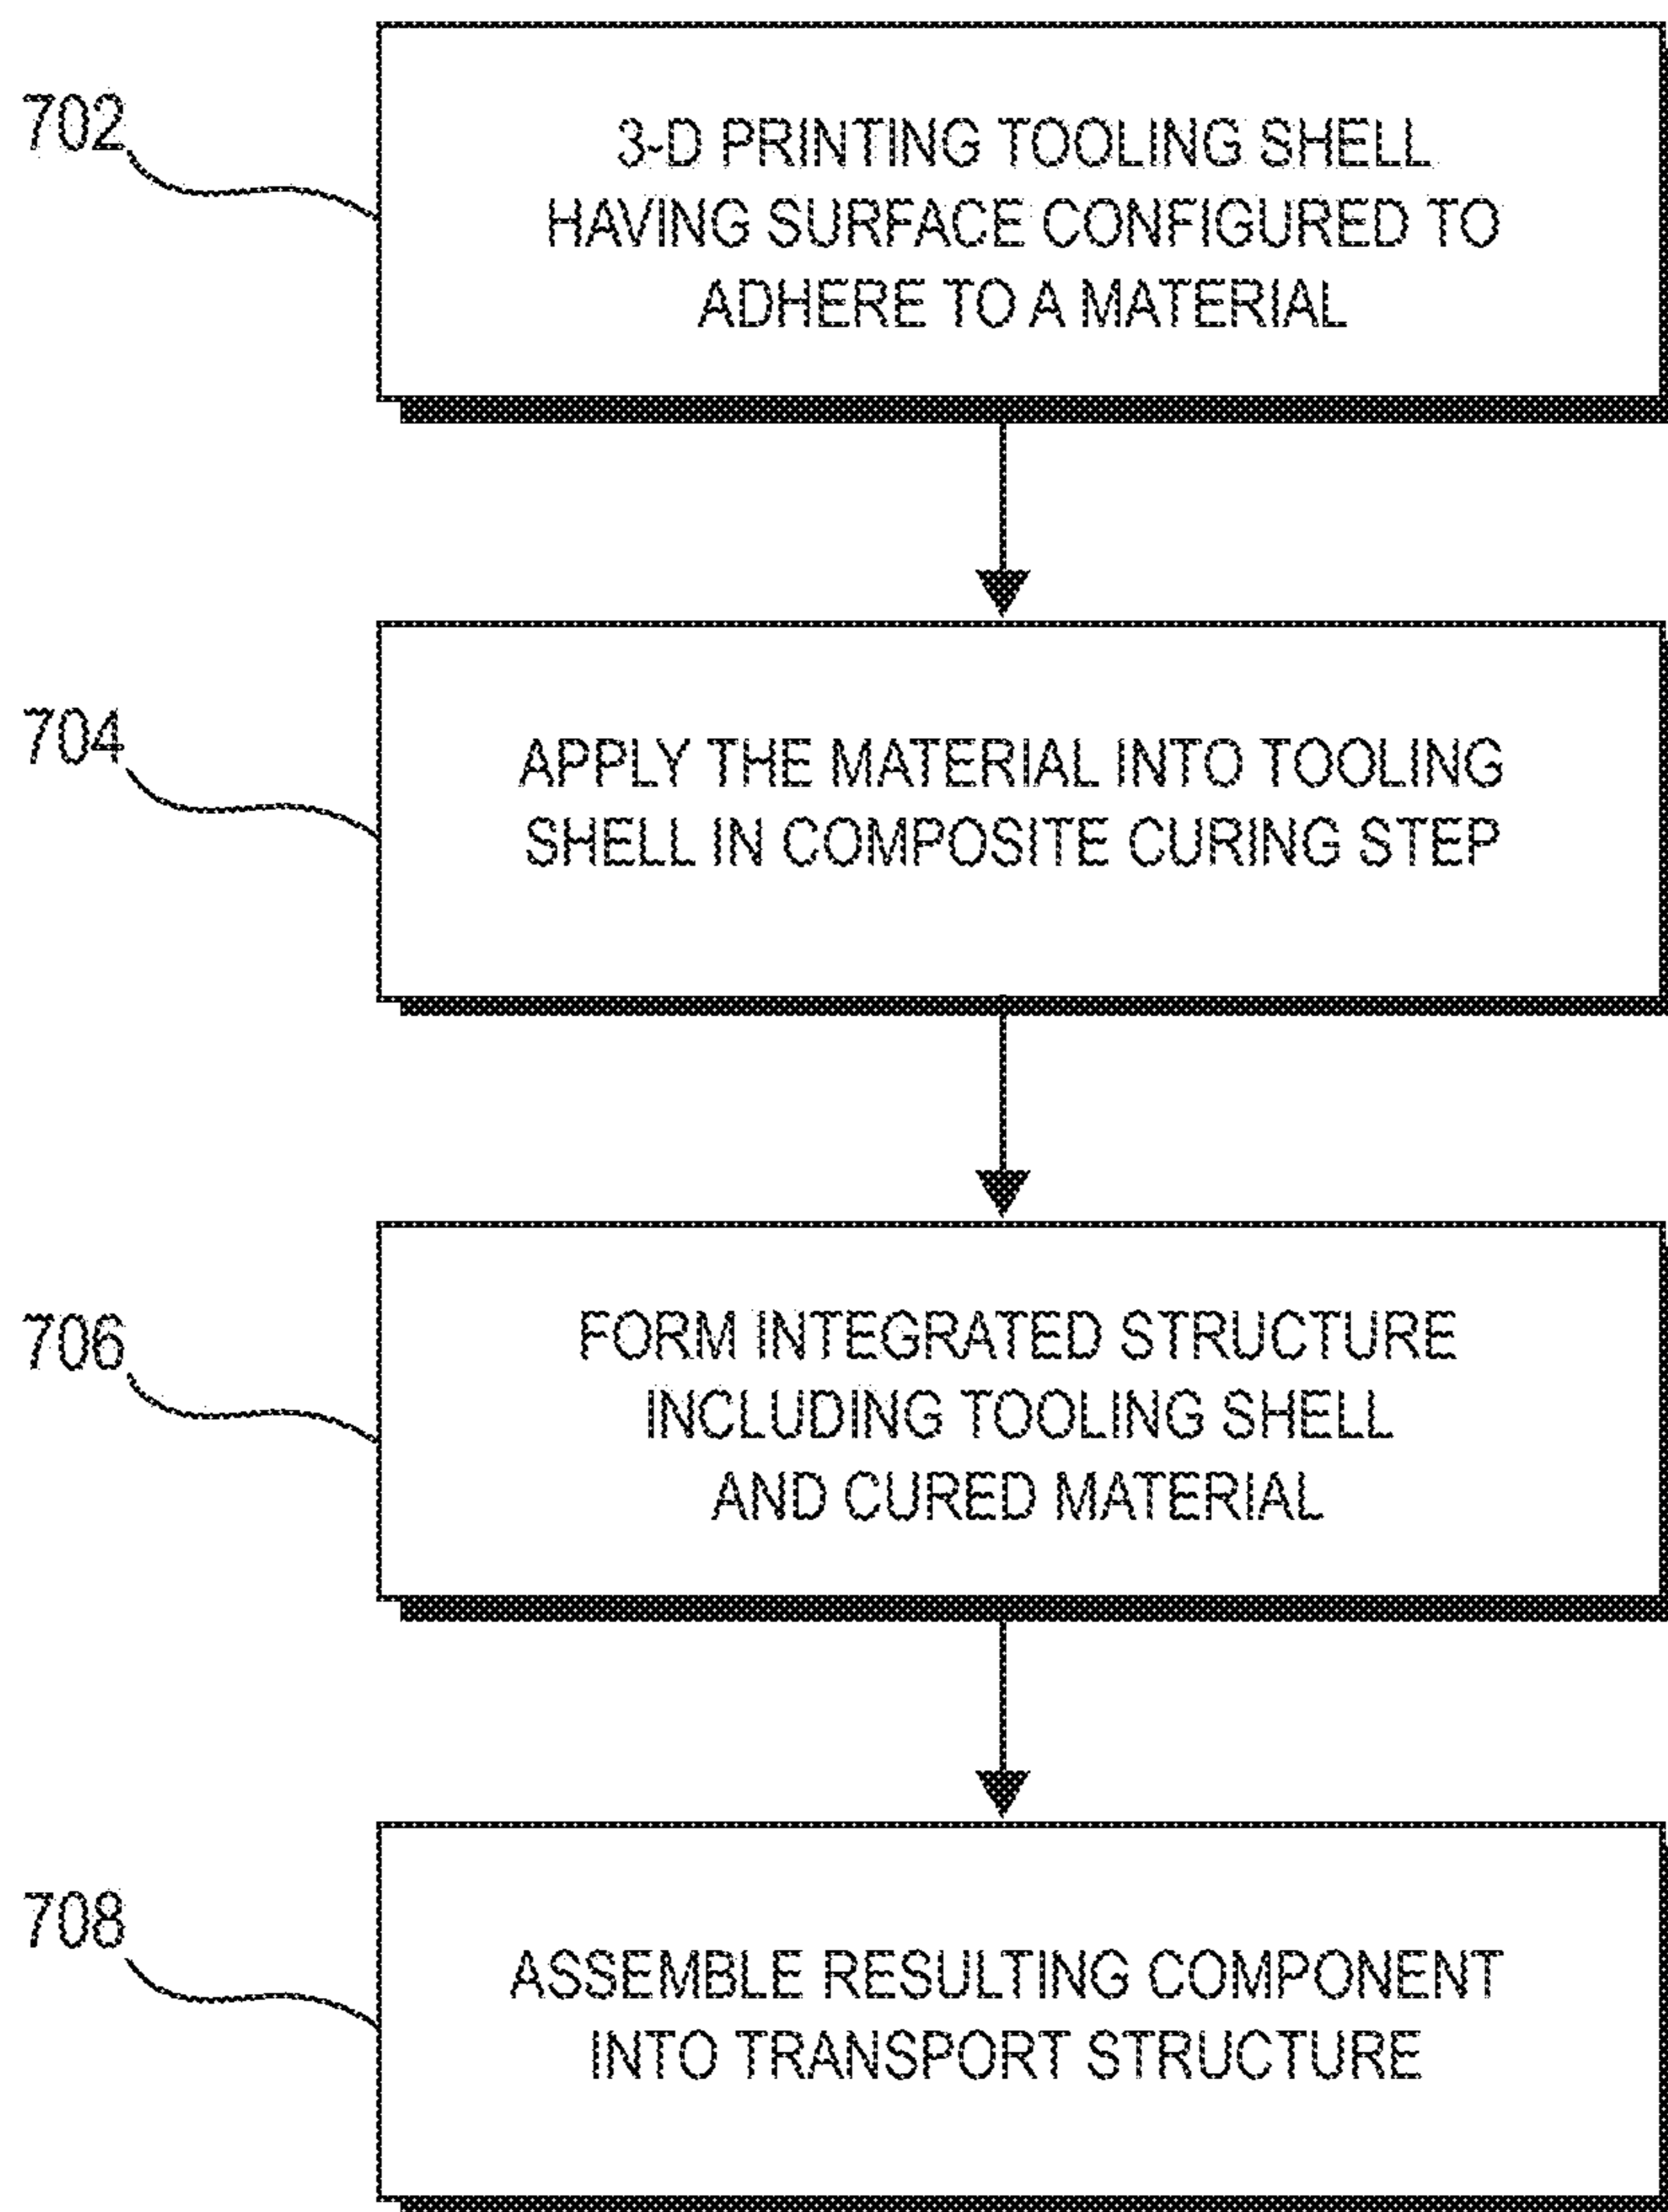 702
3-D PRINTING TOOLING SHELL
HAVING SURFACE CONFIGURED TO
ADHERE TO A MATERIAL
704
APPLY THE MATERIAL INTO TOOLING
SHELL IN COMPOSITE CURING STEP
706
FORM INTEGRATED STRUCTURE
INCLUDING TOOLING SHELL
AND CURED MATERIAL
708
ASSEMBLE RESULTING COMPONENT
INTO TRANSPORT STRUCTURE